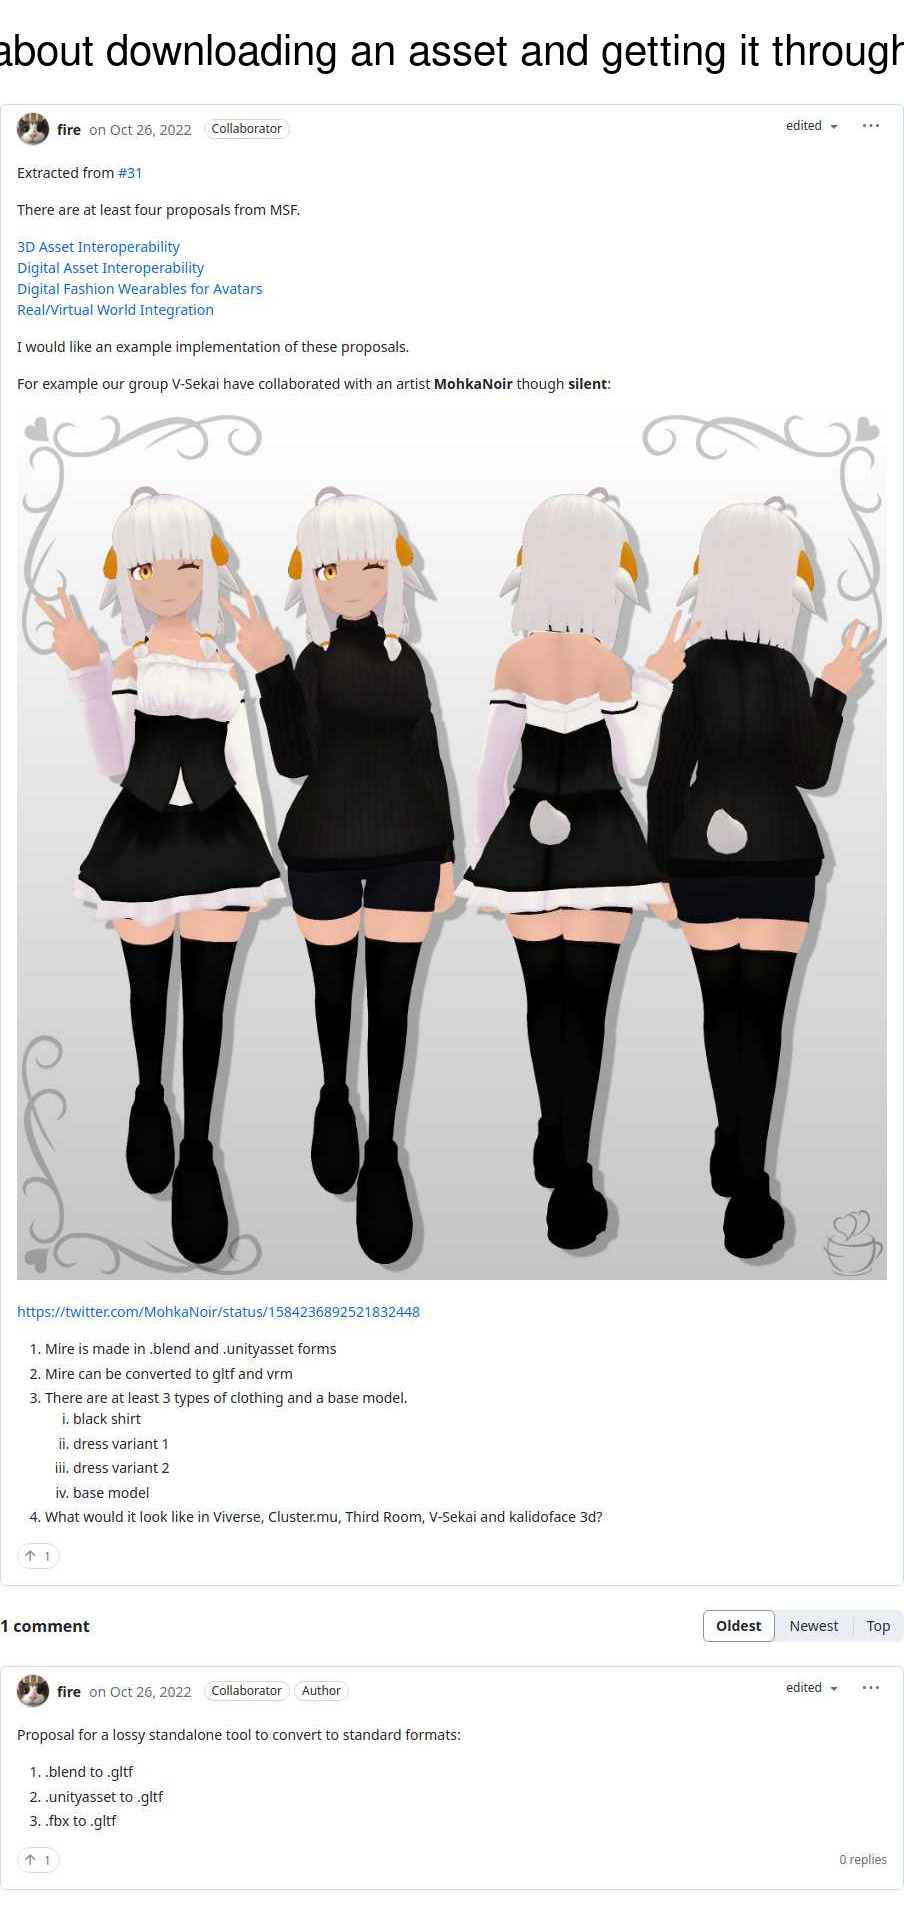 about downloading an asset and getting it through
fire on Oct 26, 2022 Collaborator edited
Extracted from #31
There are at least four proposals from MSF.
3D Asset Interoperability
Digital Asset Interoperability
Digital Fashion Wearables for Avatars
Real/Virtual World Integration
I would like an example implementation of these proposals.
For example our group V-Sekai have collaborated with an artist MohkaNoir though silent:
https://twitter.com/MohkaNoir/status/1584236892521832448
1. Mire is made in .blend and .unityasset forms
2. Mire can be converted to gltf and vrm
3. There are at least 3 types of clothing and a base model.
i. black shirt
ii. dress variant 1
iii. dress variant 2
iv. base model
4. What would it look like in Viverse, Cluster.mu, Third Room, V-Sekai and kalidoface 3d?
↑ 1
1 comment Oldest Newest Top
fire on Oct 26, 2022 Collaborator Author edited
Proposal for a lossy standalone tool to convert to standard formats:
1. .blend to .gltf
2. .unityasset to .gltf
3. .fbx to .gltf
↑ 1 0 replies